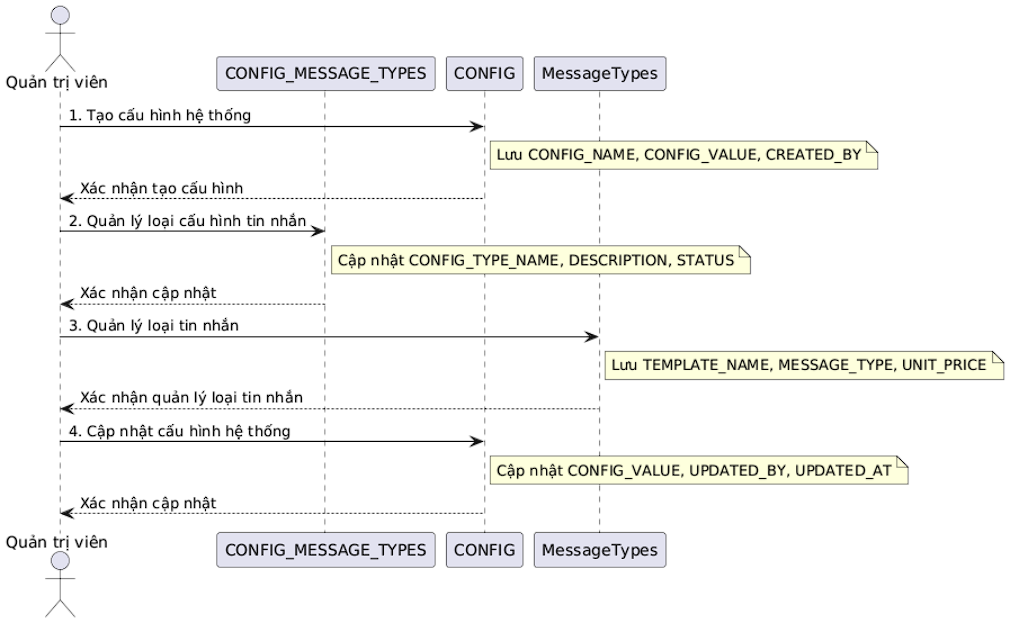 Quản trị viên
CONFIG_MESSAGE_TYPES
CONFIG
MessageTypes
1. Tạo cấu hình hệ thống
Lưu CONFIG_NAME, CONFIG_VALUE, CREATED_BY
Xác nhận tạo cấu hình
2. Quản lý loại cấu hình tin nhắn
Cập nhật CONFIG_TYPE_NAME, DESCRIPTION, STATUS
Xác nhận cập nhật
3. Quản lý loại tin nhắn
Lưu TEMPLATE_NAME, MESSAGE_TYPE, UNIT_PRICE
Xác nhận quản lý loại tin nhắn
4. Cập nhật cấu hình hệ thống
Cập nhật CONFIG_VALUE, UPDATED_BY, UPDATED_AT
Xác nhận cập nhật
Quản trị viên
CONFIG_MESSAGE_TYPES
CONFIG
MessageTypes